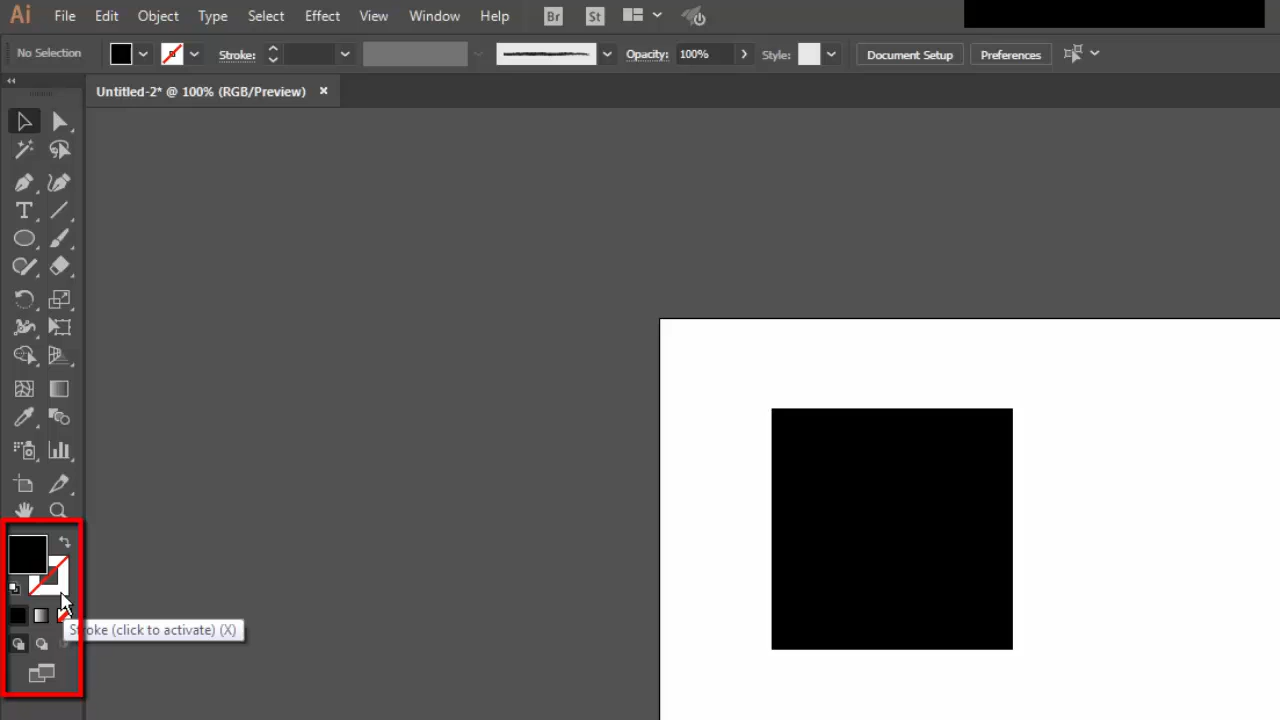 Ai File Edit Object Type Select Effect View Window Help Br St
No Selection Stroke: Opacity: 100% Style: Document Setup Preferences
Untitled-2* @ 100% (RGB/Preview) ×
T
Stroke (click to activate) (X)